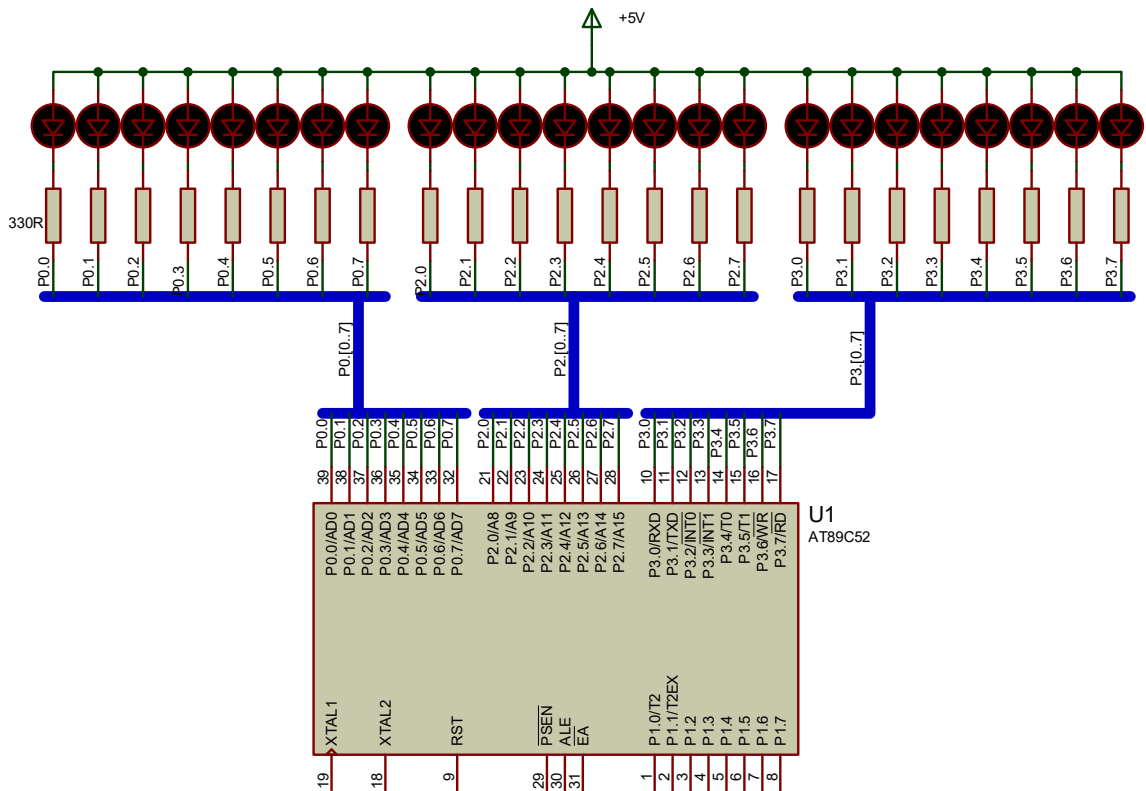 +5V
330R
P0.0 P0.1 P0.2 P0.3 P0.4 P0.5 P0.6 P0.7 P2.0 P2.1 P2.2 P2.3 P2.4 P2.5 P2.6 P2.7 P3.0 P3.1 P3.2 P3.3 P3.4 P3.5 P3.6 P3.7
P0.[0..7] P2.[0..7] P3.[0..7]
P0.0 P0.1 P0.2 P0.3 P0.4 P0.5 P0.6 P0.7 P2.0 P2.1 P2.2 P2.3 P2.4 P2.5 P2.6 P2.7 P3.0 P3.1 P3.2 P3.3 P3.4 P3.5 P3.6 P3.7
39 38 37 36 35 34 33 32 21 22 23 24 25 26 27 28 10 11 12 13 14 15 16 17
U1
AT89C52
P0.0/AD0 P0.1/AD1 P0.2/AD2 P0.3/AD3 P0.4/AD4 P0.5/AD5 P0.6/AD6 P0.7/AD7 P2.0/A8 P2.1/A9 P2.2/A10 P2.3/A11 P2.4/A12 P2.5/A13 P2.6/A14 P2.7/A15 P3.0/RXD P3.1/TXD P3.2/INT0 P3.3/INT1 P3.4/T0 P3.5/T1 P3.6/WR P3.7/RD
XTAL1 XTAL2 RST PSEN ALE EA P1.0/T2 P1.1/T2EX P1.2 P1.3 P1.4 P1.5 P1.6 P1.7
19 18 9 29 30 31 1 2 3 4 5 6 7 8